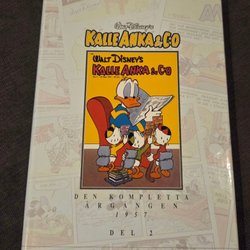 Walt Disney's
KALLE ANKA & CO
WALT DISNEY'S
KALLE ANKA & CO
DEN KOMPLETTA
ÅRGÅNGEN
1957
DEL 2